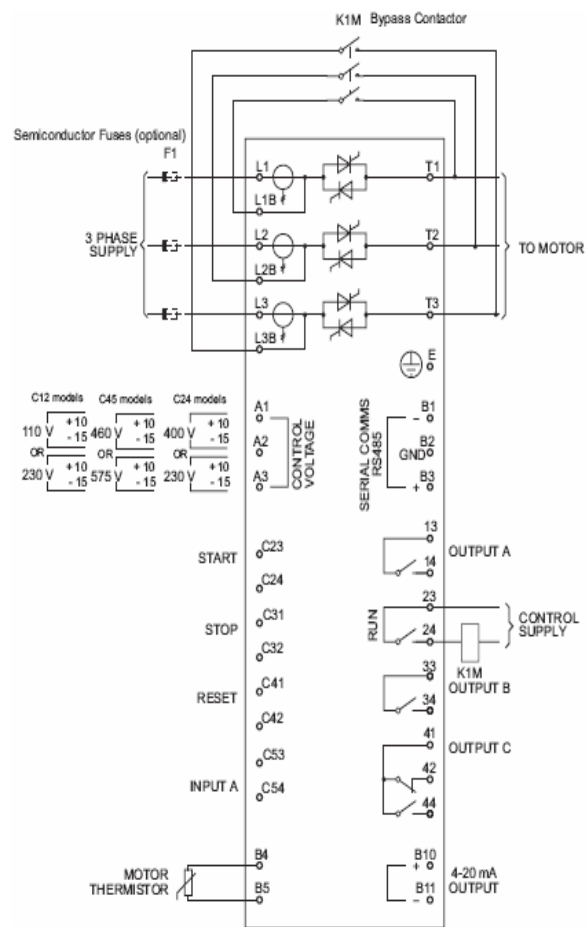 K1M Bypass Contactor
Semiconductor Fuses (optional)
F1
L1
T1
L1B
3 PHASE
SUPPLY
L2
T2
TO MOTOR
L2B
L3
T3
L3B
E
C12 models
C45 models
C24 models
110 V + 10 - 15
460 V + 10 - 15
400 V + 10 - 15
OR
OR
OR
230 V + 10 - 15
575 V + 10 - 15
230 V + 10 - 15
A1
A2
A3
CONTROL
VOLTAGE
SERIAL COMMS
RS485
- B1
GND B2
+ B3
START
C23
C24
STOP
C31
C32
RESET
C41
C42
INPUT A
C53
C54
13
14
OUTPUT A
RUN
23
24
CONTROL
SUPPLY
K1M
33
34
OUTPUT B
41
42
44
OUTPUT C
MOTOR
THERMISTOR
B4
B5
B10 +
B11 -
4-20 mA
OUTPUT